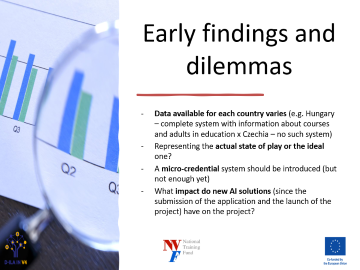 Early findings and
dilemmas
- Data available for each country varies (e.g. Hungary
– complete system with information about courses
and adults in education x Czechia – no such system)
- Representing the actual state of play or the ideal
one?
- A micro-credential system should be introduced (but
not enough yet)
- What impact do new AI solutions (since the
submission of the application and the launch of the
project) have on the project?
Q3
Q2
Q3
NTF
National
Training
Fund
Co-funded by
the European Union